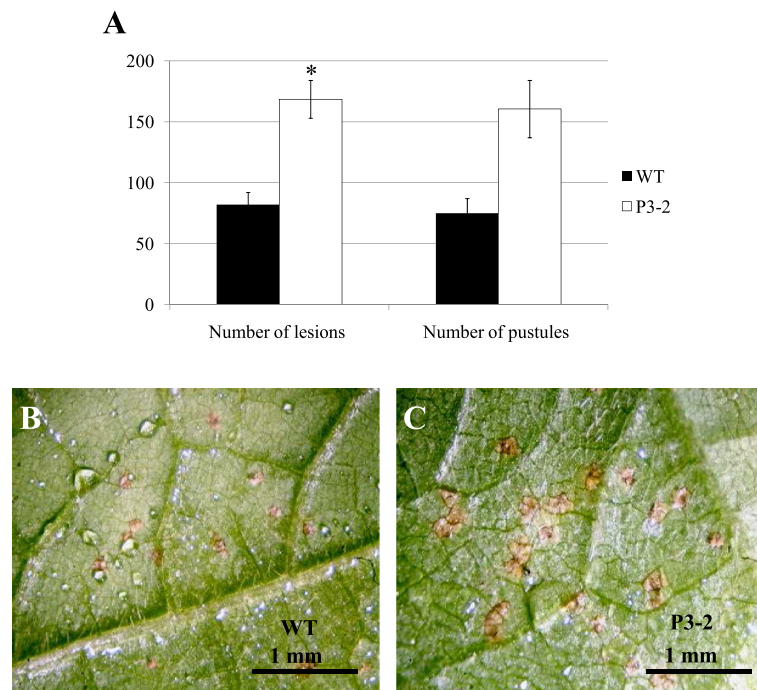 A
200
*
150
100
50
0
WT
P3-2
Number of lesions
Number of pustules
B
WT
1 mm
C
P3-2
1 mm